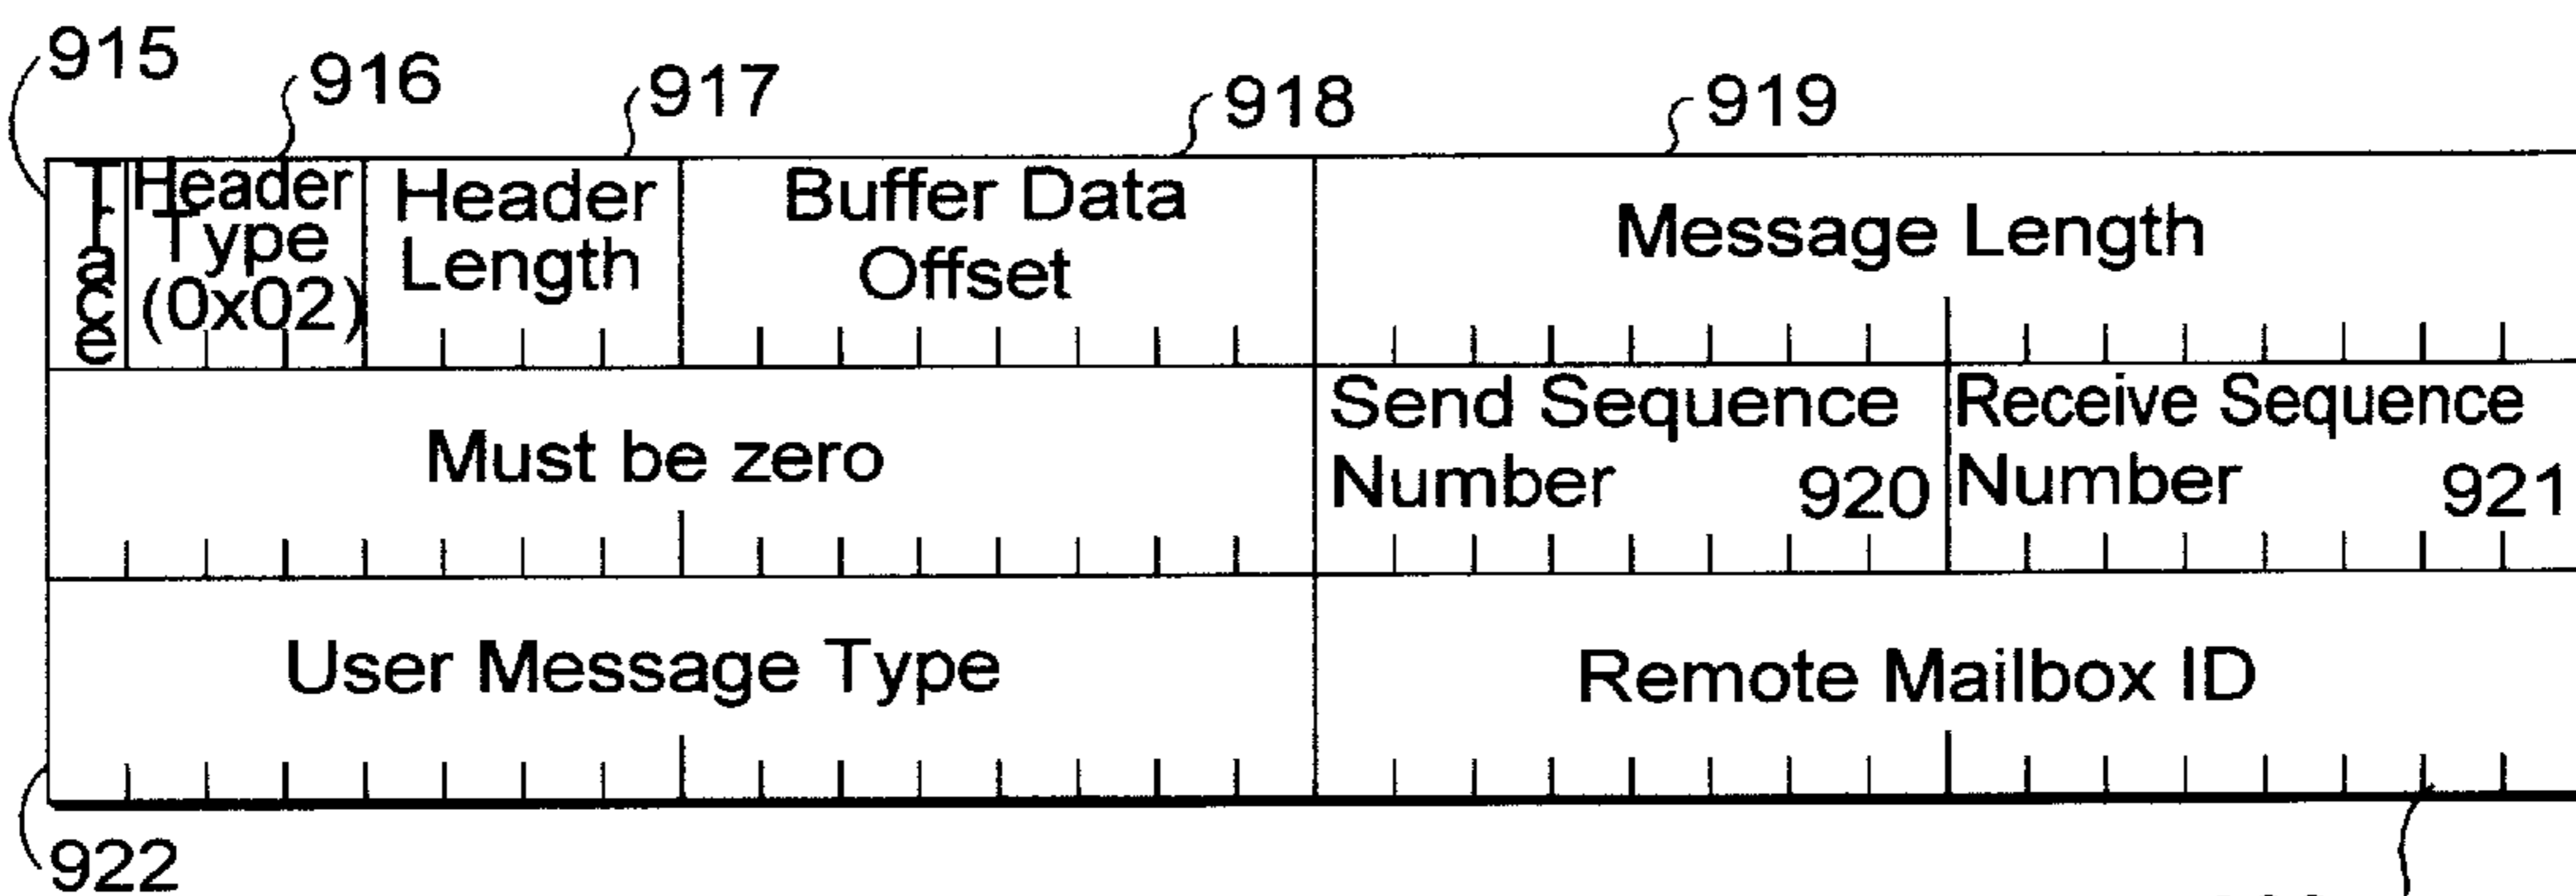 915
916
917
918
919
Trace
Header
Type
(0x02)
Header
Length
Buffer Data
Offset
Message Length
Must be zero
Send Sequence
Number 920
Receive Sequence
Number 921
User Message Type
Remote Mailbox ID
922